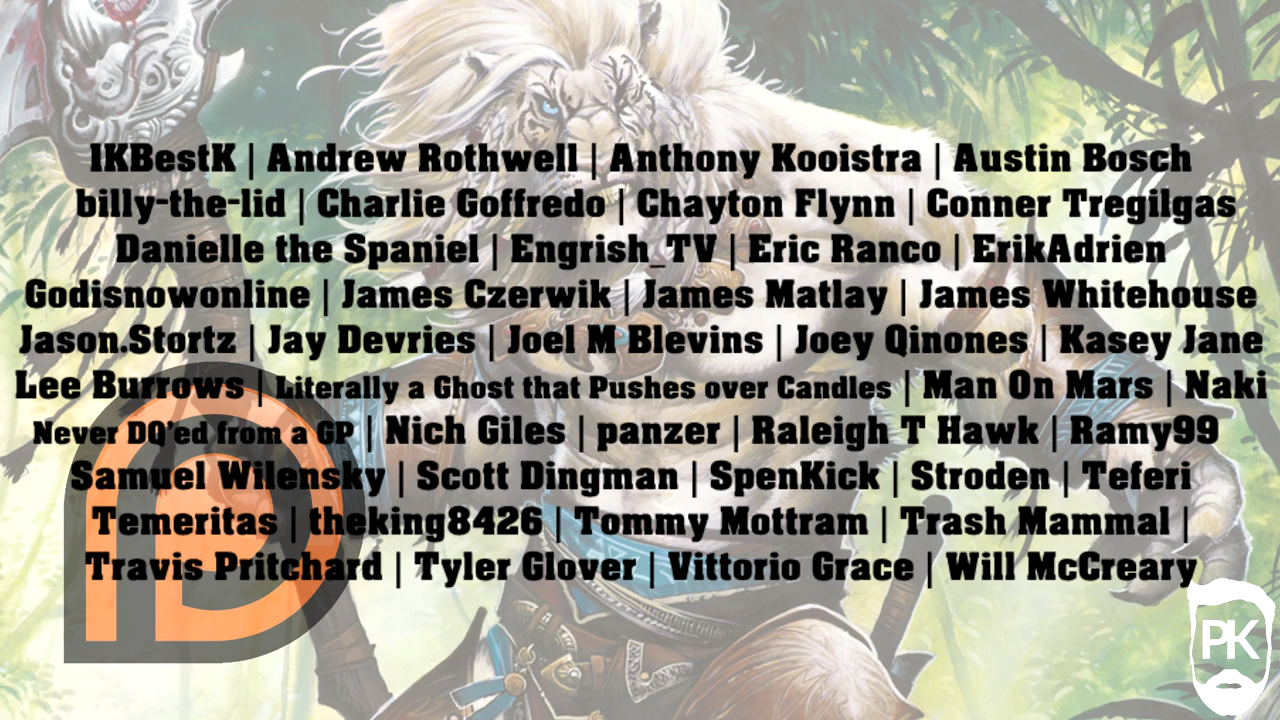 1KBestK | Andrew Rothwell | Anthony Kooistra | Austin Bosch
billy-the-lid | Charlie Goffredo | Chayton Flynn | Conner Tregilgas
Danielle the Spaniel | Engrish_TV | Eric Ranco | ErikAdrien
Godisnowonline | James Czerwik | James Matlay | James Whitehouse
Jason.Stortz | Jay Devries | Joel M Blevins | Joey Qinones | Kasey Jane
Lee Burrows | Literally a Ghost that Pushes over Candles | Man On Mars | Naki
Never DQ'ed from a GP | Nich Giles | panzer | Raleigh T Hawk | Ramy99
Samuel Wilensky | Scott Dingman | SpenKick | Stroden | Teferi
Temeritas | theking8426 | Tommy Mottram | Trash Mammal |
Travis Pritchard | Tyler Glover | Vittorio Grace | Will McCreary
PK